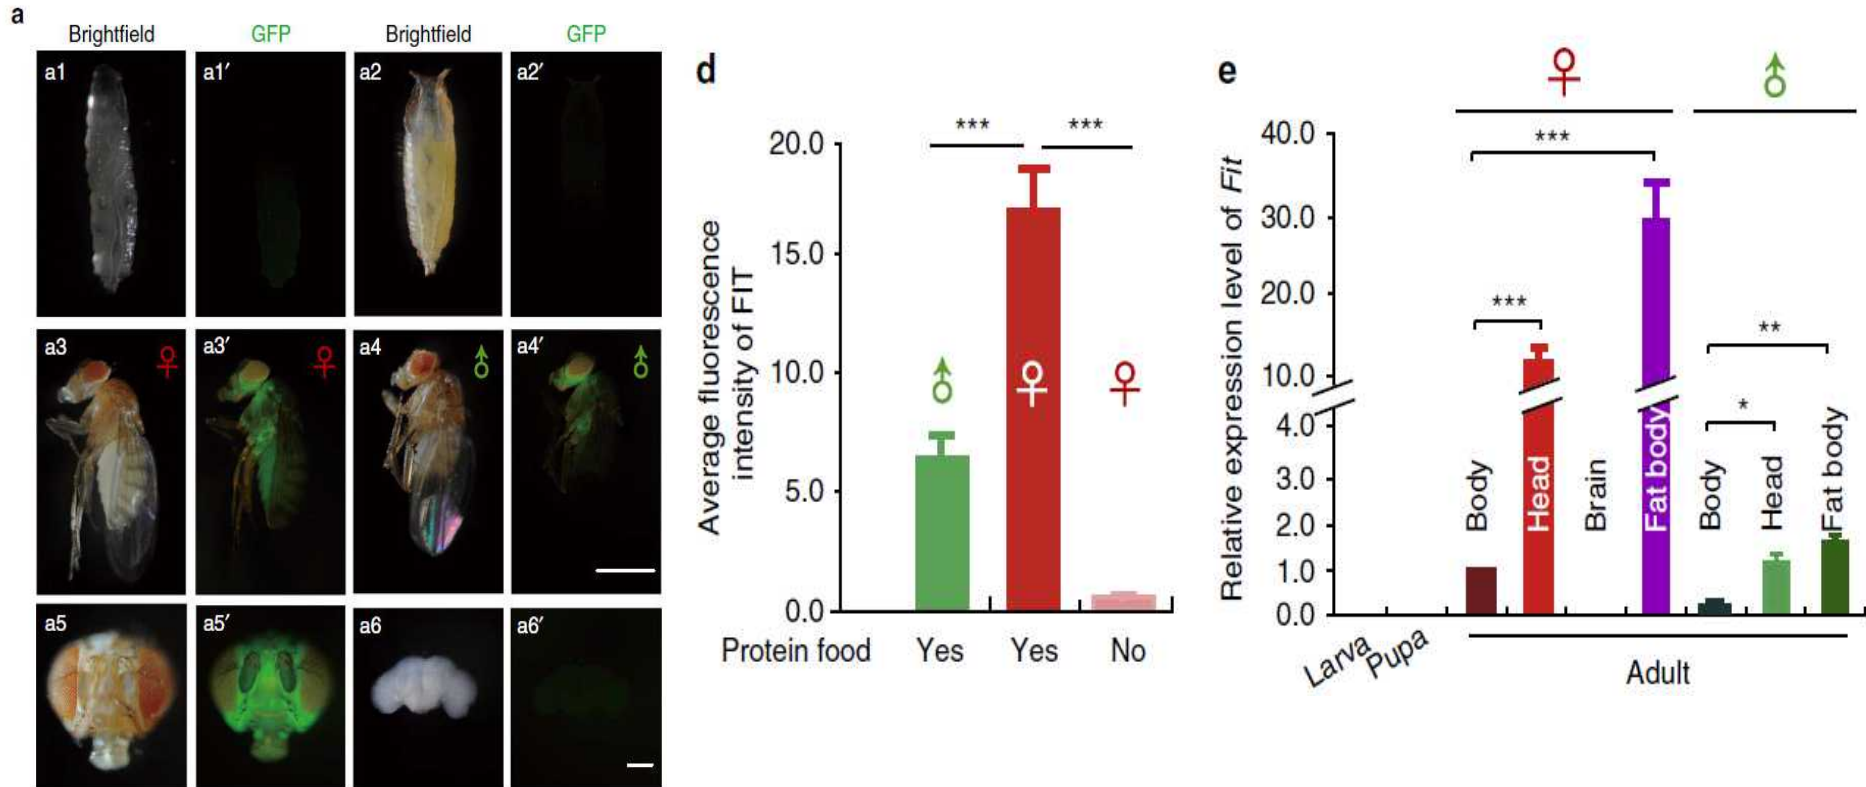 a
Brightfield GFP Brightfield GFP
a1 a1′ a2 a2′
a3 ♀ a3′ ♀ a4 ♂ a4′ ♂
a5 a5′ a6 a6′
d
Average fluorescence
intensity of FIT
20.0
15.0
10.0
5.0
0.0
*** ***
♂ ♀ ♀
Protein food Yes Yes No
e
♀ ♂
Relative expression level of Fit
40.0
30.0
20.0
10.0
4.0
3.0
2.0
1.0
0.0
***
***
**
*
Body Head Brain Fat body Body Head Fat body
Larva Pupa
Adult